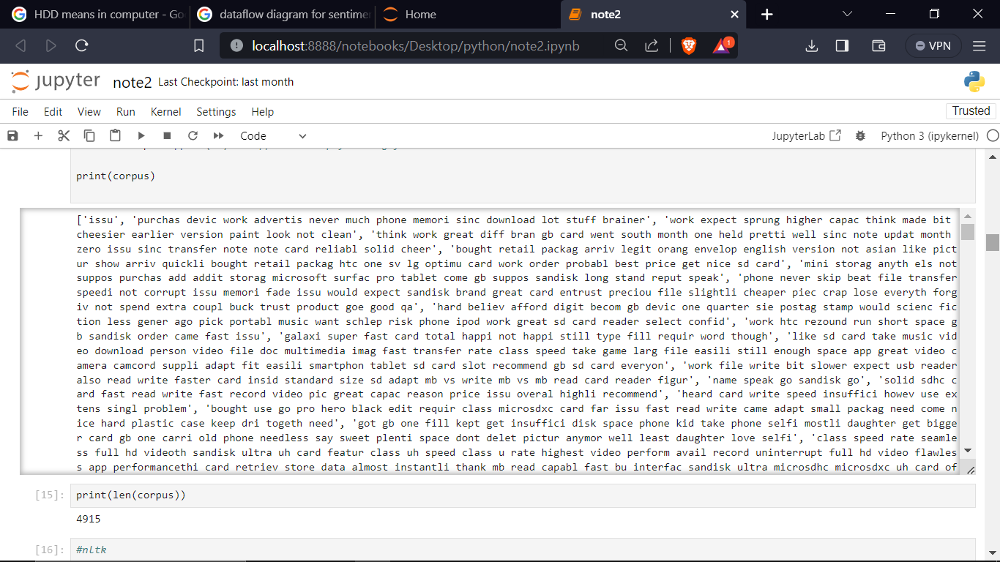 HDD means in computer - Go
dataflow diagram for sentime
Home
note2
localhost:8888/notebooks/Desktop/python/note2.ipynb
1
VPN
jupyter note2 Last Checkpoint: last month
File Edit View Run Kernel Settings Help
Trusted
Code
JupyterLab
Python 3 (ipykernel)
print(corpus)
['issu', 'purchas devic work advertis never much phone memori sinc download lot stuff brainer', 'work expect sprung higher capac think made bit
cheesier earlier version paint look not clean', 'think work great diff bran gb card went south month one held pretti well sinc note updat month
zero issu sinc transfer note note card reliabl solid cheer', 'bought retail packag arriv legit orang envelop english version not asian like pict
ur show arriv quickli bought retail packag htc one sv lg optimu card work order probabl best price get nice sd card', 'mini storag anyth els not
suppos purchas add addit storag microsoft surfac pro tablet come gb suppos sandisk long stand reput speak', 'phone never skip beat file transfer
speedi not corrupt issu memori fade issu would expect sandisk brand great card entrust preciou file slightli cheaper piec crap lose everyth forg
iv not spend extra coupl buck trust product goe good qa', 'hard believ afford digit becom gb devic one quarter sie postag stamp would scienc fic
tion less gener ago pick portabl music want schlep risk phone ipod work great sd card reader select confid', 'work htc rezound run short space g
b sandisk order came fast issu', 'galaxi super fast card total happi not happi still type fill requir word though', 'like sd card take music vid
eo download person video file doc multimedia imag fast transfer rate class speed take game larg file easili still enough space app great video c
amera camcord suppli adapt fit easili smartphon tablet sd card slot recommend gb sd card everyon', 'work file write bit slower expect usb reader
also read write faster card insid standard size sd adapt mb vs write mb vs mb read card reader figur', 'name speak go sandisk go', 'solid sdhc c
ard fast read write fast record video pic great capac reason price issu overal highli recommend', 'heard card write speed insuffici howev use ex
tens singl problem', 'bought use go pro hero black edit requir class microsdxc card far issu fast read write came adapt small packag need come n
ice hard plastic case keep dri togeth need', 'got gb one fill kept get insuffici disk space phone kid take phone selfi mostli daughter get bigge
r card gb one carri old phone needless say sweet plenti space dont delet pictur anymor well least daughter love selfi', 'class speed rate seamle
ss full hd videoth sandisk ultra uh card featur class uh speed class u rate highest video perform avail record uninterrupt full hd video flawles
s app performancethi card retriev store data almost instantli thank mb read capabl fast bu interfac sandisk ultra microsdhc microsdxc uh card of
[15]: print(len(corpus))
4915
[16]: #nltk